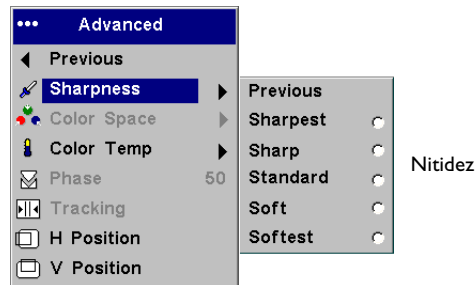 ••• Advanced
Previous
Sharpness
Color Space
Color Temp
Phase 50
Tracking
H Position
V Position
Previous
Sharpest
Sharp
Standard
Soft
Softest
Nitidez